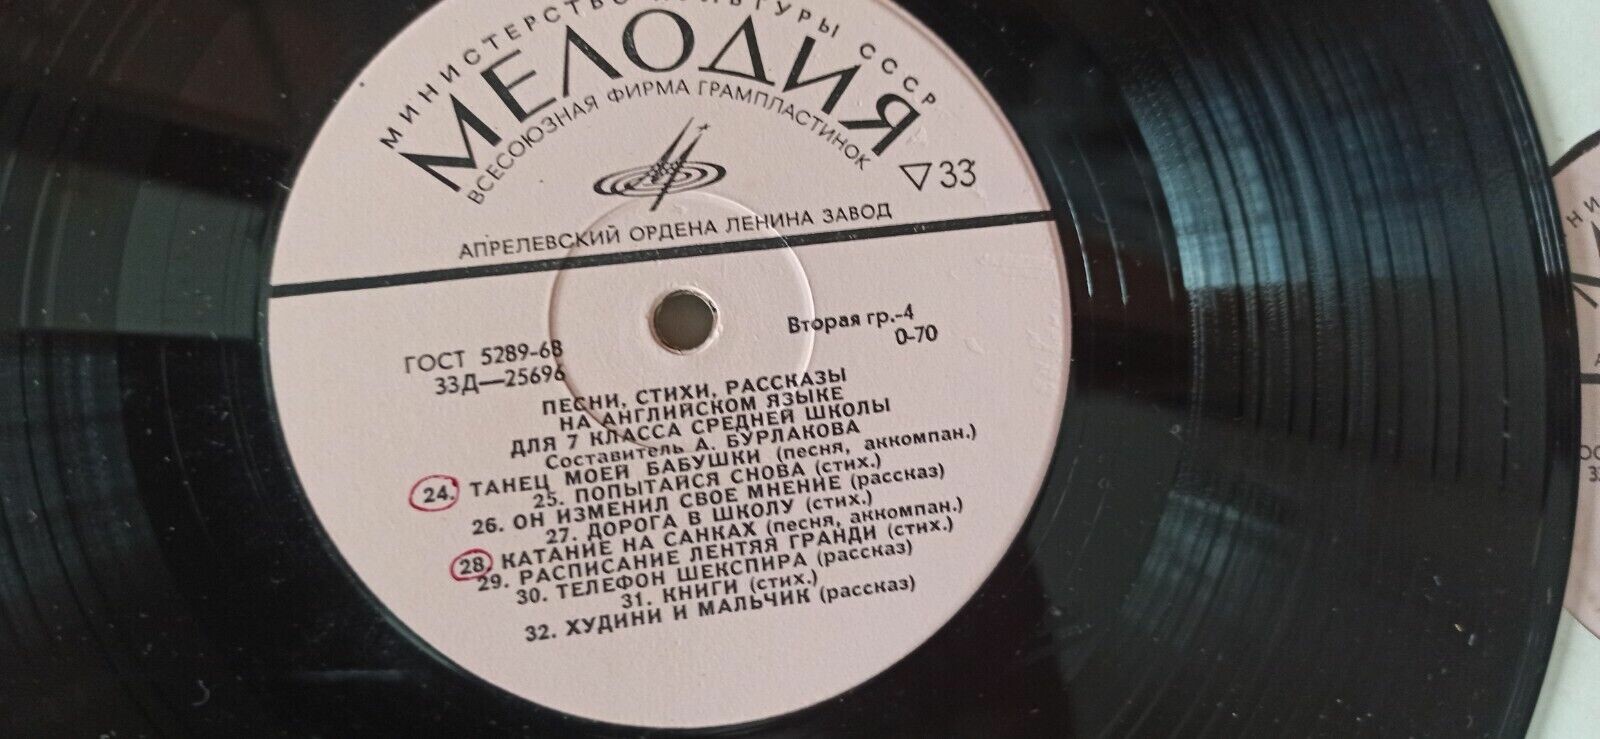 МИНИСТЕРСТВО КУЛЬТУРЫ СССР
МЕЛОДИЯ
ВСЕСОЮЗНАЯ ФИРМА ГРАМПЛАСТИНОК
▽33
АПРЕЛЕВСКИЙ ОРДЕНА ЛЕНИНА ЗАВОД
ГОСТ 5289-68
33Д—25696
Вторая гр.-4
0-70
ПЕСНИ, СТИХИ, РАССКАЗЫ
НА АНГЛИЙСКОМ ЯЗЫКЕ
ДЛЯ 7 КЛАССА СРЕДНЕЙ ШКОЛЫ
Составитель А. БУРЛАКОВА
24. ТАНЕЦ МОЕЙ БАБУШКИ (песня, аккомпан.)
25. ПОПЫТАЙСЯ СНОВА (стих.)
26. ОН ИЗМЕНИЛ СВОЕ МНЕНИЕ (рассказ)
27. ДОРОГА В ШКОЛУ (стих.)
28. КАТАНИЕ НА САНКАХ (песня, аккомпан.)
29. РАСПИСАНИЕ ЛЕНТЯЯ ГРАНДИ (стих.)
30. ТЕЛЕФОН ШЕКСПИРА (рассказ)
31. КНИГИ (стих.)
32. ХУДИНИ И МАЛЬЧИК (рассказ)